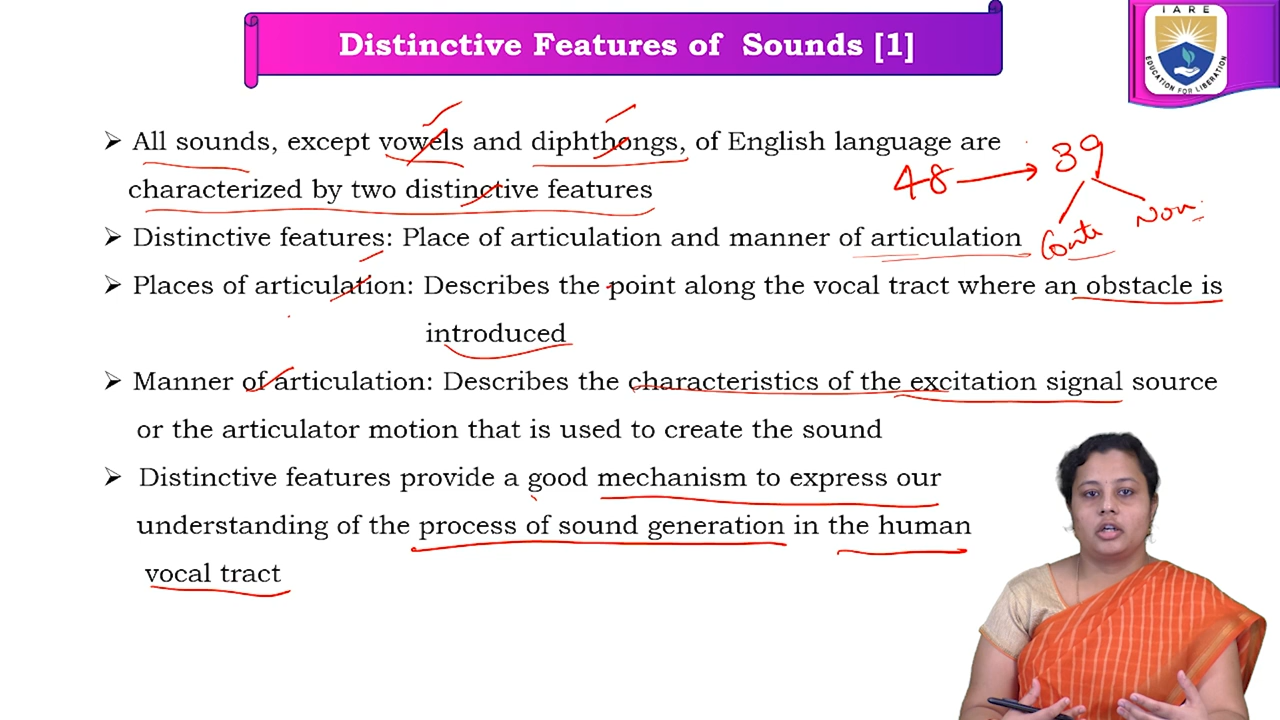 Distinctive Features of Sounds [1]
IARE
EDUCATION FOR LIBERATION
➢ All sounds, except vowels and diphthongs, of English language are
characterized by two distinctive features
48 → 39
Non
➢ Distinctive features: Place of articulation and manner of articulation
➢ Places of articulation: Describes the point along the vocal tract where an obstacle is
introduced
➢ Manner of articulation: Describes the characteristics of the excitation signal source
or the articulator motion that is used to create the sound
➢ Distinctive features provide a good mechanism to express our
understanding of the process of sound generation in the human
vocal tract